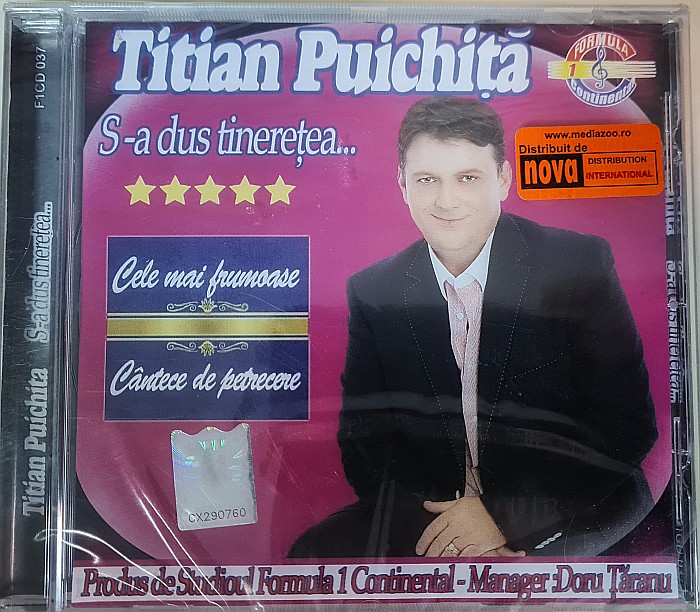 Titian Puichiță
S-a dus tinerețea...
FORMULA
1
Continental
www.mediazoo.ro
Distribuit de
nova
DISTRIBUTION
INTERNATIONAL
Cele mai frumoase
Cântece de petrecere
CX290760
Produs de Studioul Formula 1 Continental - Manager :Doru Țăranu
F1CD 037
Titian Puichita
S-a dus tinerețea...